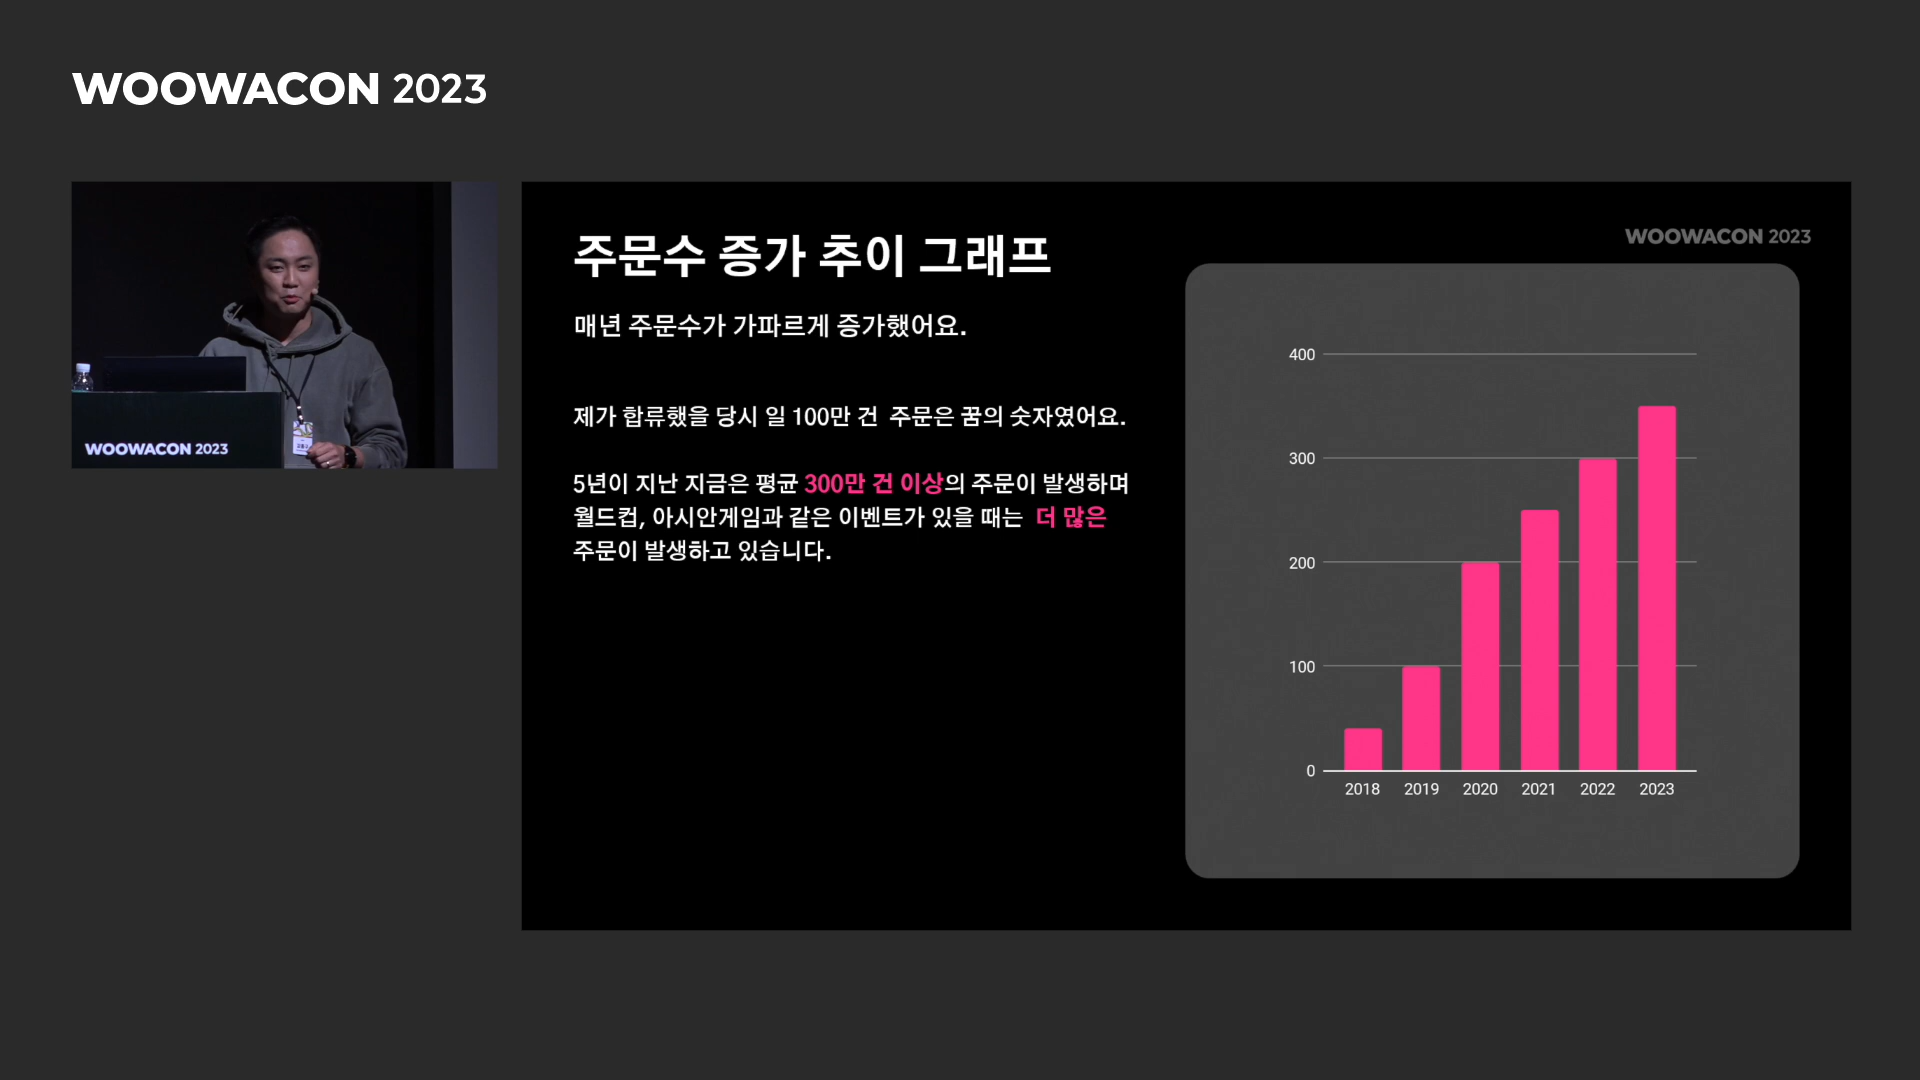 WOOWACON 2023
WOOWACON 2023
WOOWACON 2023
주문수 증가 추이 그래프
매년 주문수가 가파르게 증가했어요.
제가 합류했을 당시 일 100만 건 주문은 꿈의 숫자였어요.
5년이 지난 지금은 평균 300만 건 이상의 주문이 발생하며
월드컵, 아시안게임과 같은 이벤트가 있을 때는 더 많은
주문이 발생하고 있습니다.
400
300
200
100
0
2018 2019 2020 2021 2022 2023